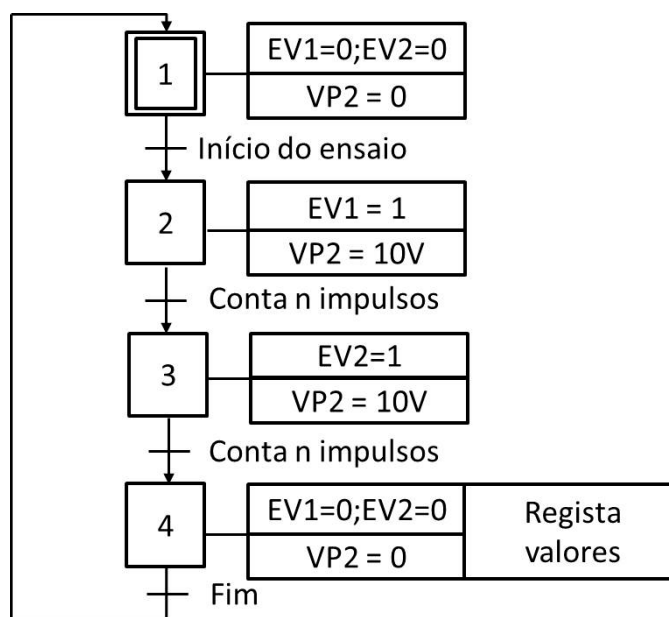 1
EV1=0;EV2=0
VP2 = 0
Início do ensaio
2
EV1 = 1
VP2 = 10V
Conta n impulsos
3
EV2=1
VP2 = 10V
Conta n impulsos
4
EV1=0;EV2=0
VP2 = 0
Regista
valores
Fim